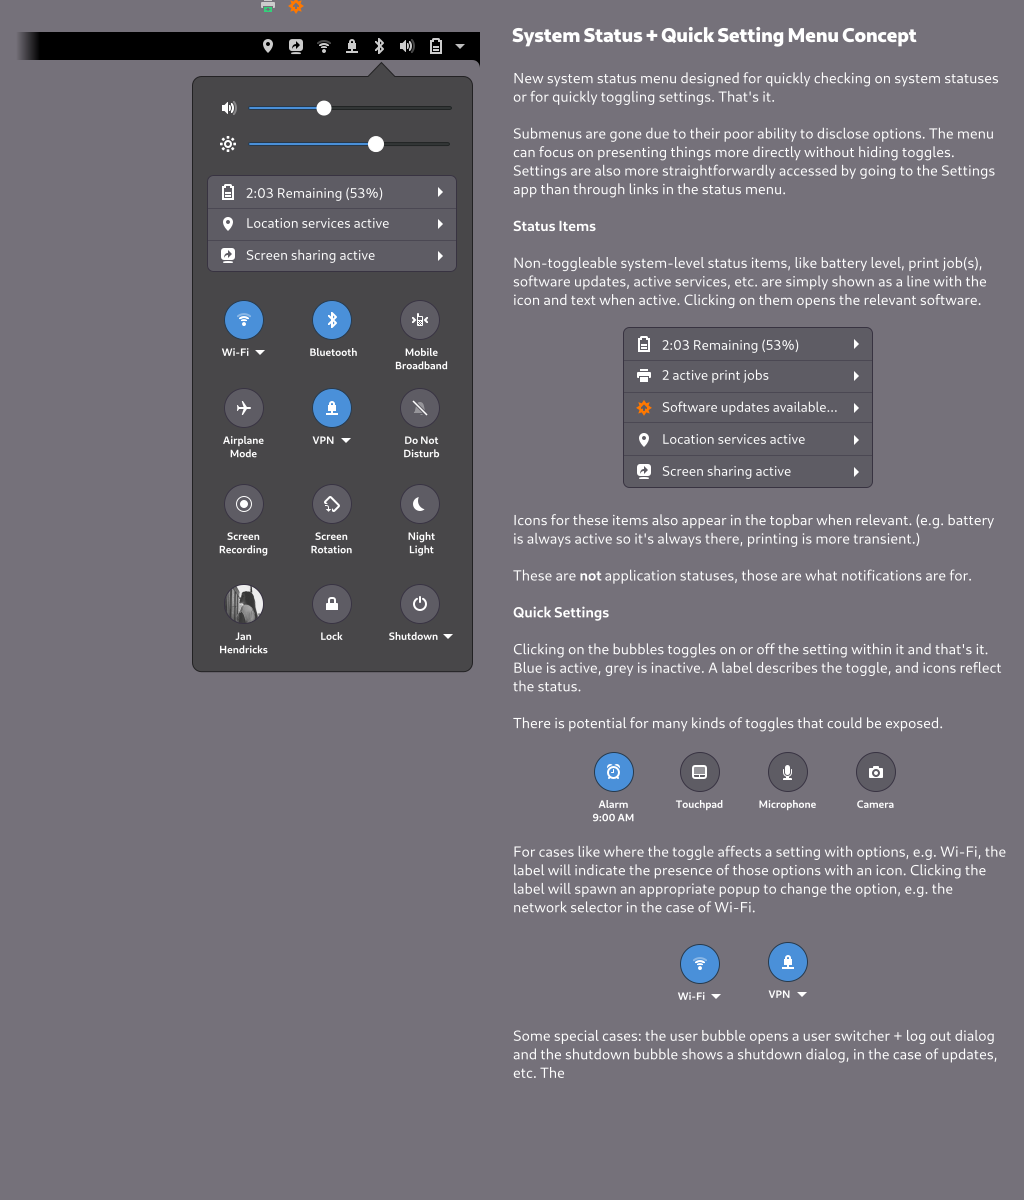 2:03 Remaining (53%)
Location services active
Screen sharing active
Wi-Fi
Bluetooth
Mobile
Broadband
Airplane
Mode
VPN
Do Not
Disturb
Screen
Recording
Screen
Rotation
Night
Light
Jan
Hendricks
Lock
Shutdown
System Status + Quick Setting Menu Concept
New system status menu designed for quickly checking on system statuses
or for quickly toggling settings. That's it.
Submenus are gone due to their poor ability to disclose options. The menu
can focus on presenting things more directly without hiding toggles.
Settings are also more straightforwardly accessed by going to the Settings
app than through links in the status menu.
Status Items
Non-toggleable system-level status items, like battery level, print job(s),
software updates, active services, etc. are simply shown as a line with the
icon and text when active. Clicking on them opens the relevant software.
2:03 Remaining (53%)
2 active print jobs
Software updates available...
Location services active
Screen sharing active
Icons for these items also appear in the topbar when relevant. (e.g. battery
is always active so it's always there, printing is more transient.)
These are not application statuses, those are what notifications are for.
Quick Settings
Clicking on the bubbles toggles on or off the setting within it and that's it.
Blue is active, grey is inactive. A label describes the toggle, and icons reflect
the status.
There is potential for many kinds of toggles that could be exposed.
Alarm
9:00 AM
Touchpad
Microphone
Camera
For cases like where the toggle affects a setting with options, e.g. Wi-Fi, the
label will indicate the presence of those options with an icon. Clicking the
label will spawn an appropriate popup to change the option, e.g. the
network selector in the case of Wi-Fi.
Wi-Fi
VPN
Some special cases: the user bubble opens a user switcher + log out dialog
and the shutdown bubble shows a shutdown dialog, in the case of updates,
etc. The